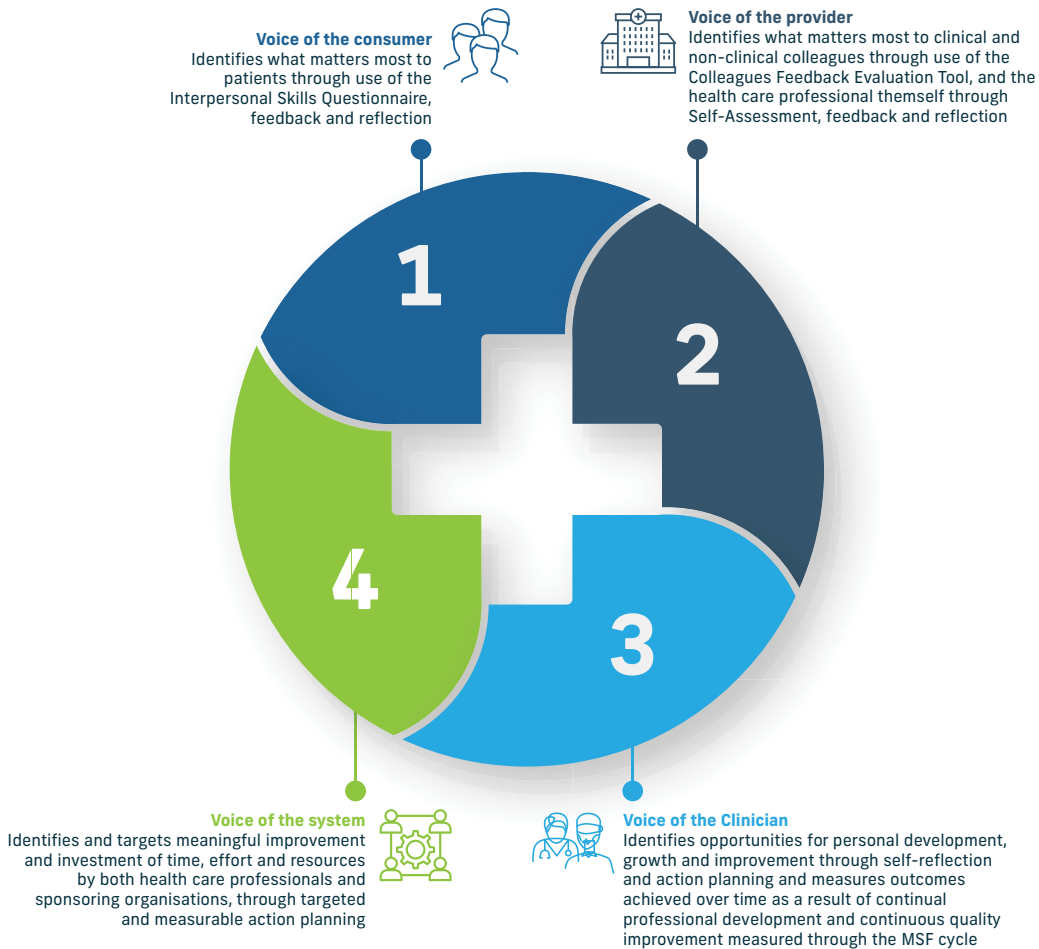 Voice of the consumer
Identifies what matters most to
patients through use of the
Interpersonal Skills Questionnaire,
feedback and reflection
Voice of the provider
Identifies what matters most to clinical and
non-clinical colleagues through use of the
Colleagues Feedback Evaluation Tool, and the
health care professional themself through
Self-Assessment, feedback and reflection
1
2
3
4
Voice of the system
Identifies and targets meaningful improvement
and investment of time, effort and resources
by both health care professionals and
sponsoring organisations, through targeted
and measurable action planning
Voice of the Clinician
Identifies opportunities for personal development,
growth and improvement through self-reflection
and action planning and measures outcomes
achieved over time as a result of continual
professional development and continuous quality
improvement measured through the MSF cycle